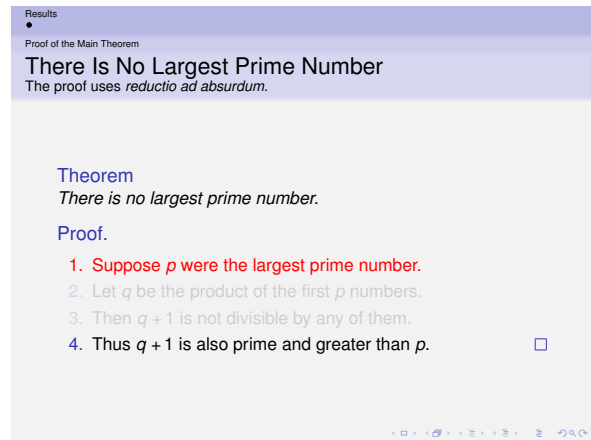 Results
Proof of the Main Theorem
There Is No Largest Prime Number
The proof uses reductio ad absurdum.
Theorem
There is no largest prime number.
Proof.
1. Suppose p were the largest prime number.
2. Let q be the product of the first p numbers.
3. Then q + 1 is not divisible by any of them.
4. Thus q + 1 is also prime and greater than p. □